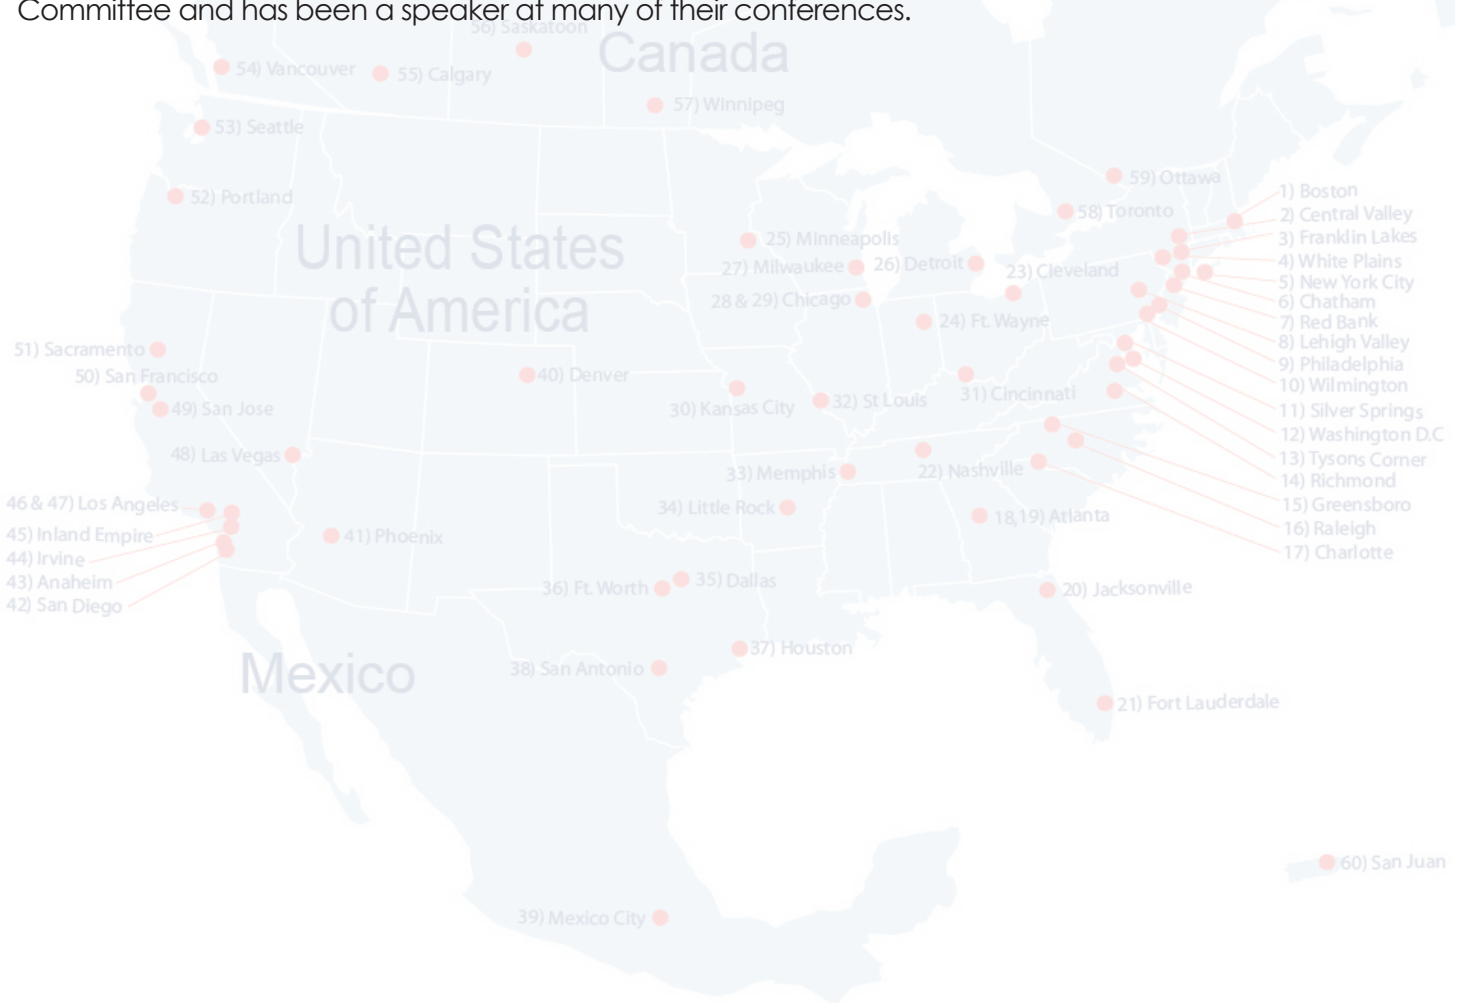 Committee and has been a speaker at many of their conferences.
56) Saskatoon
Canada
54) Vancouver
55) Calgary
57) Winnipeg
53) Seattle
59) Ottawa
52) Portland
58) Toronto
1) Boston
2) Central Valley
3) Franklin Lakes
4) White Plains
5) New York City
6) Chatham
7) Red Bank
8) Lehigh Valley
9) Philadelphia
10) Wilmington
11) Silver Springs
12) Washington D.C
13) Tysons Corner
14) Richmond
15) Greensboro
16) Raleigh
17) Charlotte
United States
of America
25) Minneapolis
27) Milwaukee
26) Detroit
23) Cleveland
28 & 29) Chicago
24) Ft. Wayne
51) Sacramento
50) San Francisco
49) San Jose
40) Denver
30) Kansas City
32) St Louis
31) Cincinnati
48) Las Vegas
33) Memphis
22) Nashville
46 & 47) Los Angeles
45) Inland Empire
44) Irvine
43) Anaheim
42) San Diego
41) Phoenix
34) Little Rock
18,19) Atlanta
36) Ft. Worth
35) Dallas
20) Jacksonville
37) Houston
38) San Antonio
Mexico
21) Fort Lauderdale
60) San Juan
39) Mexico City